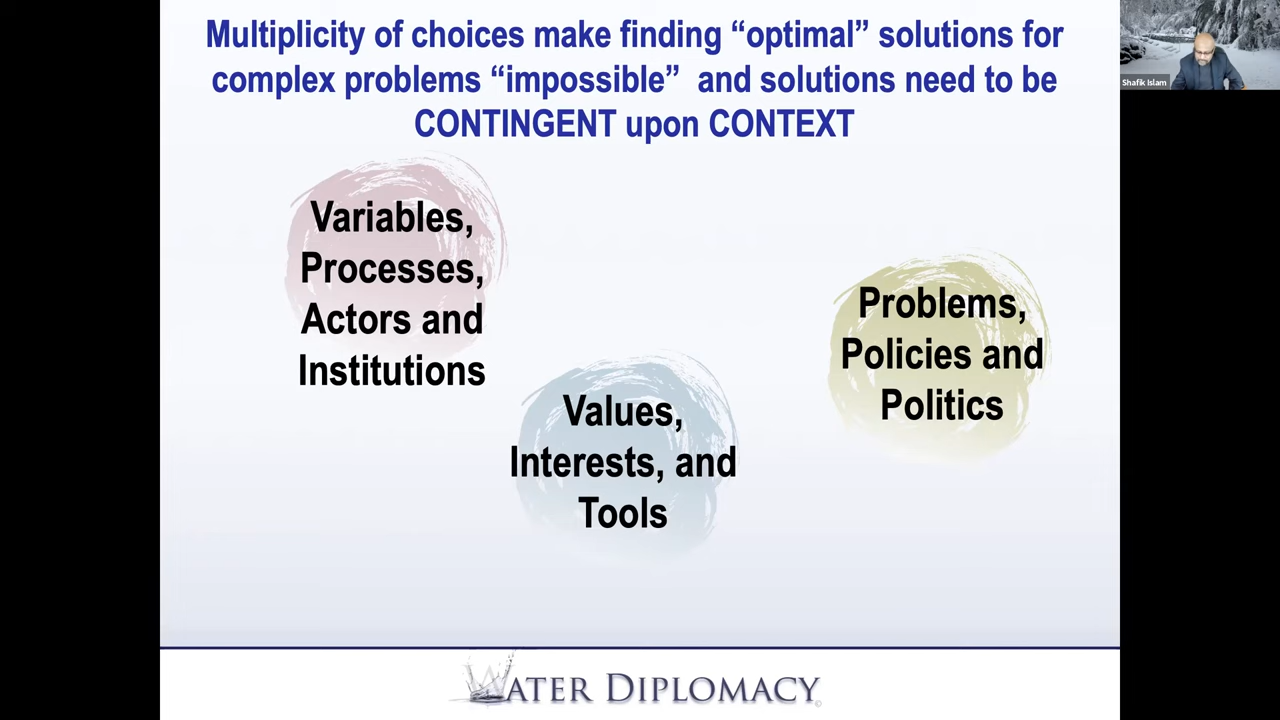 Multiplicity of choices make finding “optimal” solutions for
complex problems “impossible”  and solutions need to be
CONTINGENT upon CONTEXT
Shafik Islam
Variables,
Processes,
Actors and
Institutions
Problems,
Policies and
Politics
Values,
Interests, and
Tools
WATER DIPLOMACY©